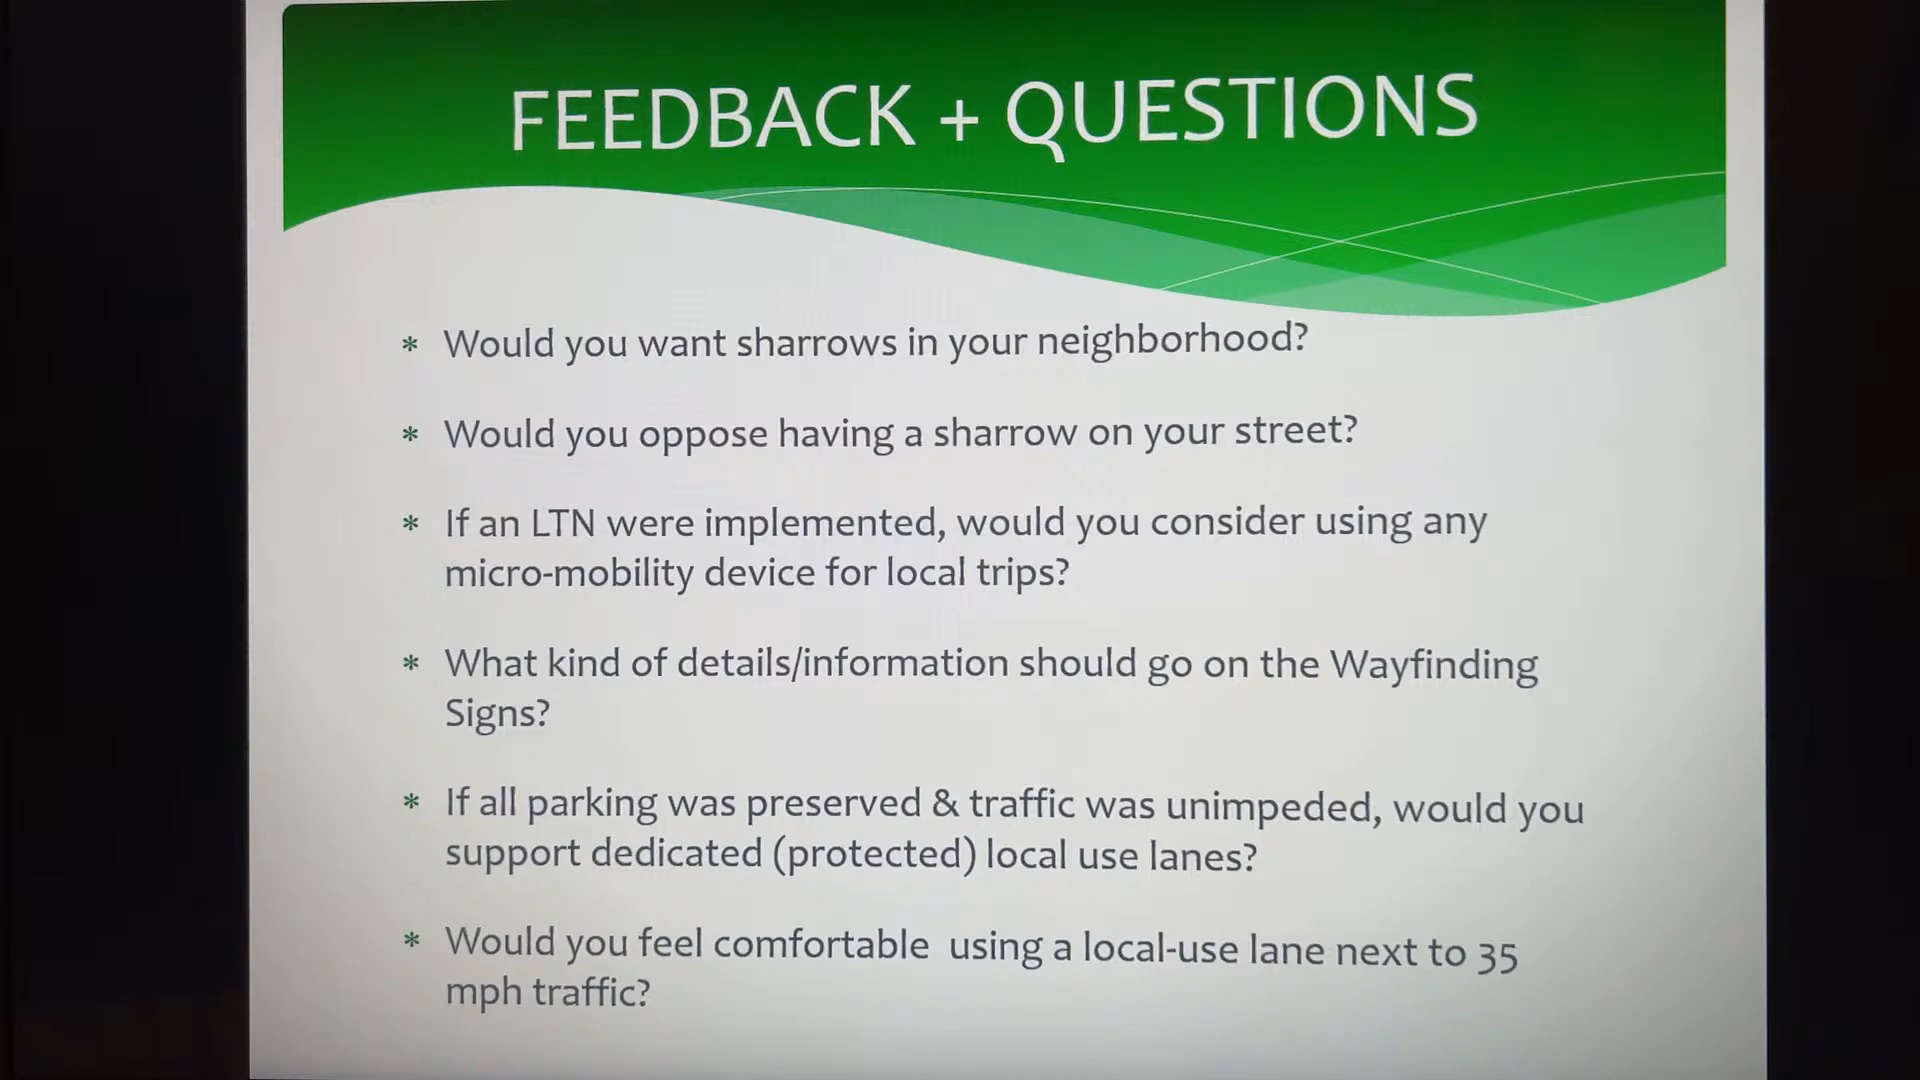 FEEDBACK + QUESTIONS
* Would you want sharrows in your neighborhood?
* Would you oppose having a sharrow on your street?
* If an LTN were implemented, would you consider using any
micro-mobility device for local trips?
* What kind of details/information should go on the Wayfinding
Signs?
* If all parking was preserved & traffic was unimpeded, would you
support dedicated (protected) local use lanes?
* Would you feel comfortable  using a local-use lane next to 35
mph traffic?